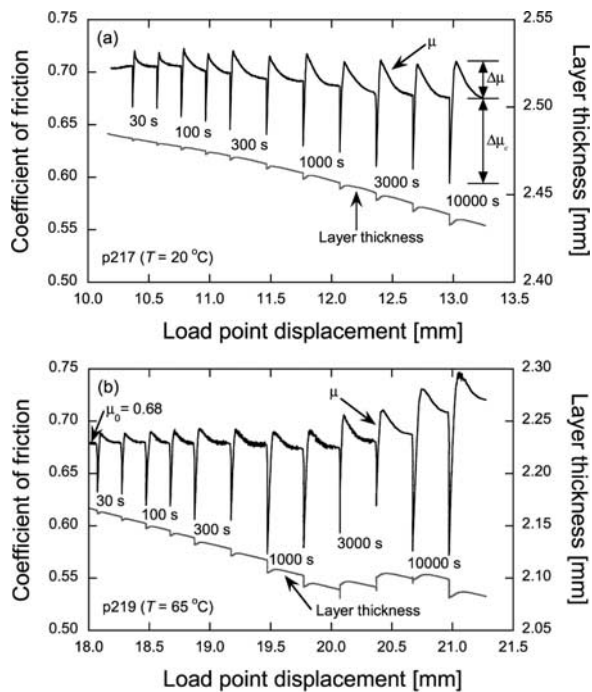 (a)
μ
Δμ
Δμc
30 s
100 s
300 s
1000 s
3000 s
10000 s
Layer thickness
p217 (T = 20 °C)
Coefficient of friction
0.75
0.70
0.65
0.60
0.55
0.50
Layer thickness [mm]
2.55
2.50
2.45
2.40
10.0 10.5 11.0 11.5 12.0 12.5 13.0 13.5
Load point displacement [mm]
(b)
μ
μ0 = 0.68
30 s
100 s
300 s
1000 s
3000 s
10000 s
Layer thickness
p219 (T = 65 °C)
Coefficient of friction
0.75
0.70
0.65
0.60
0.55
0.50
Layer thickness [mm]
2.30
2.25
2.20
2.15
2.10
2.05
18.0 18.5 19.0 19.5 20.0 20.5 21.0 21.5
Load point displacement [mm]